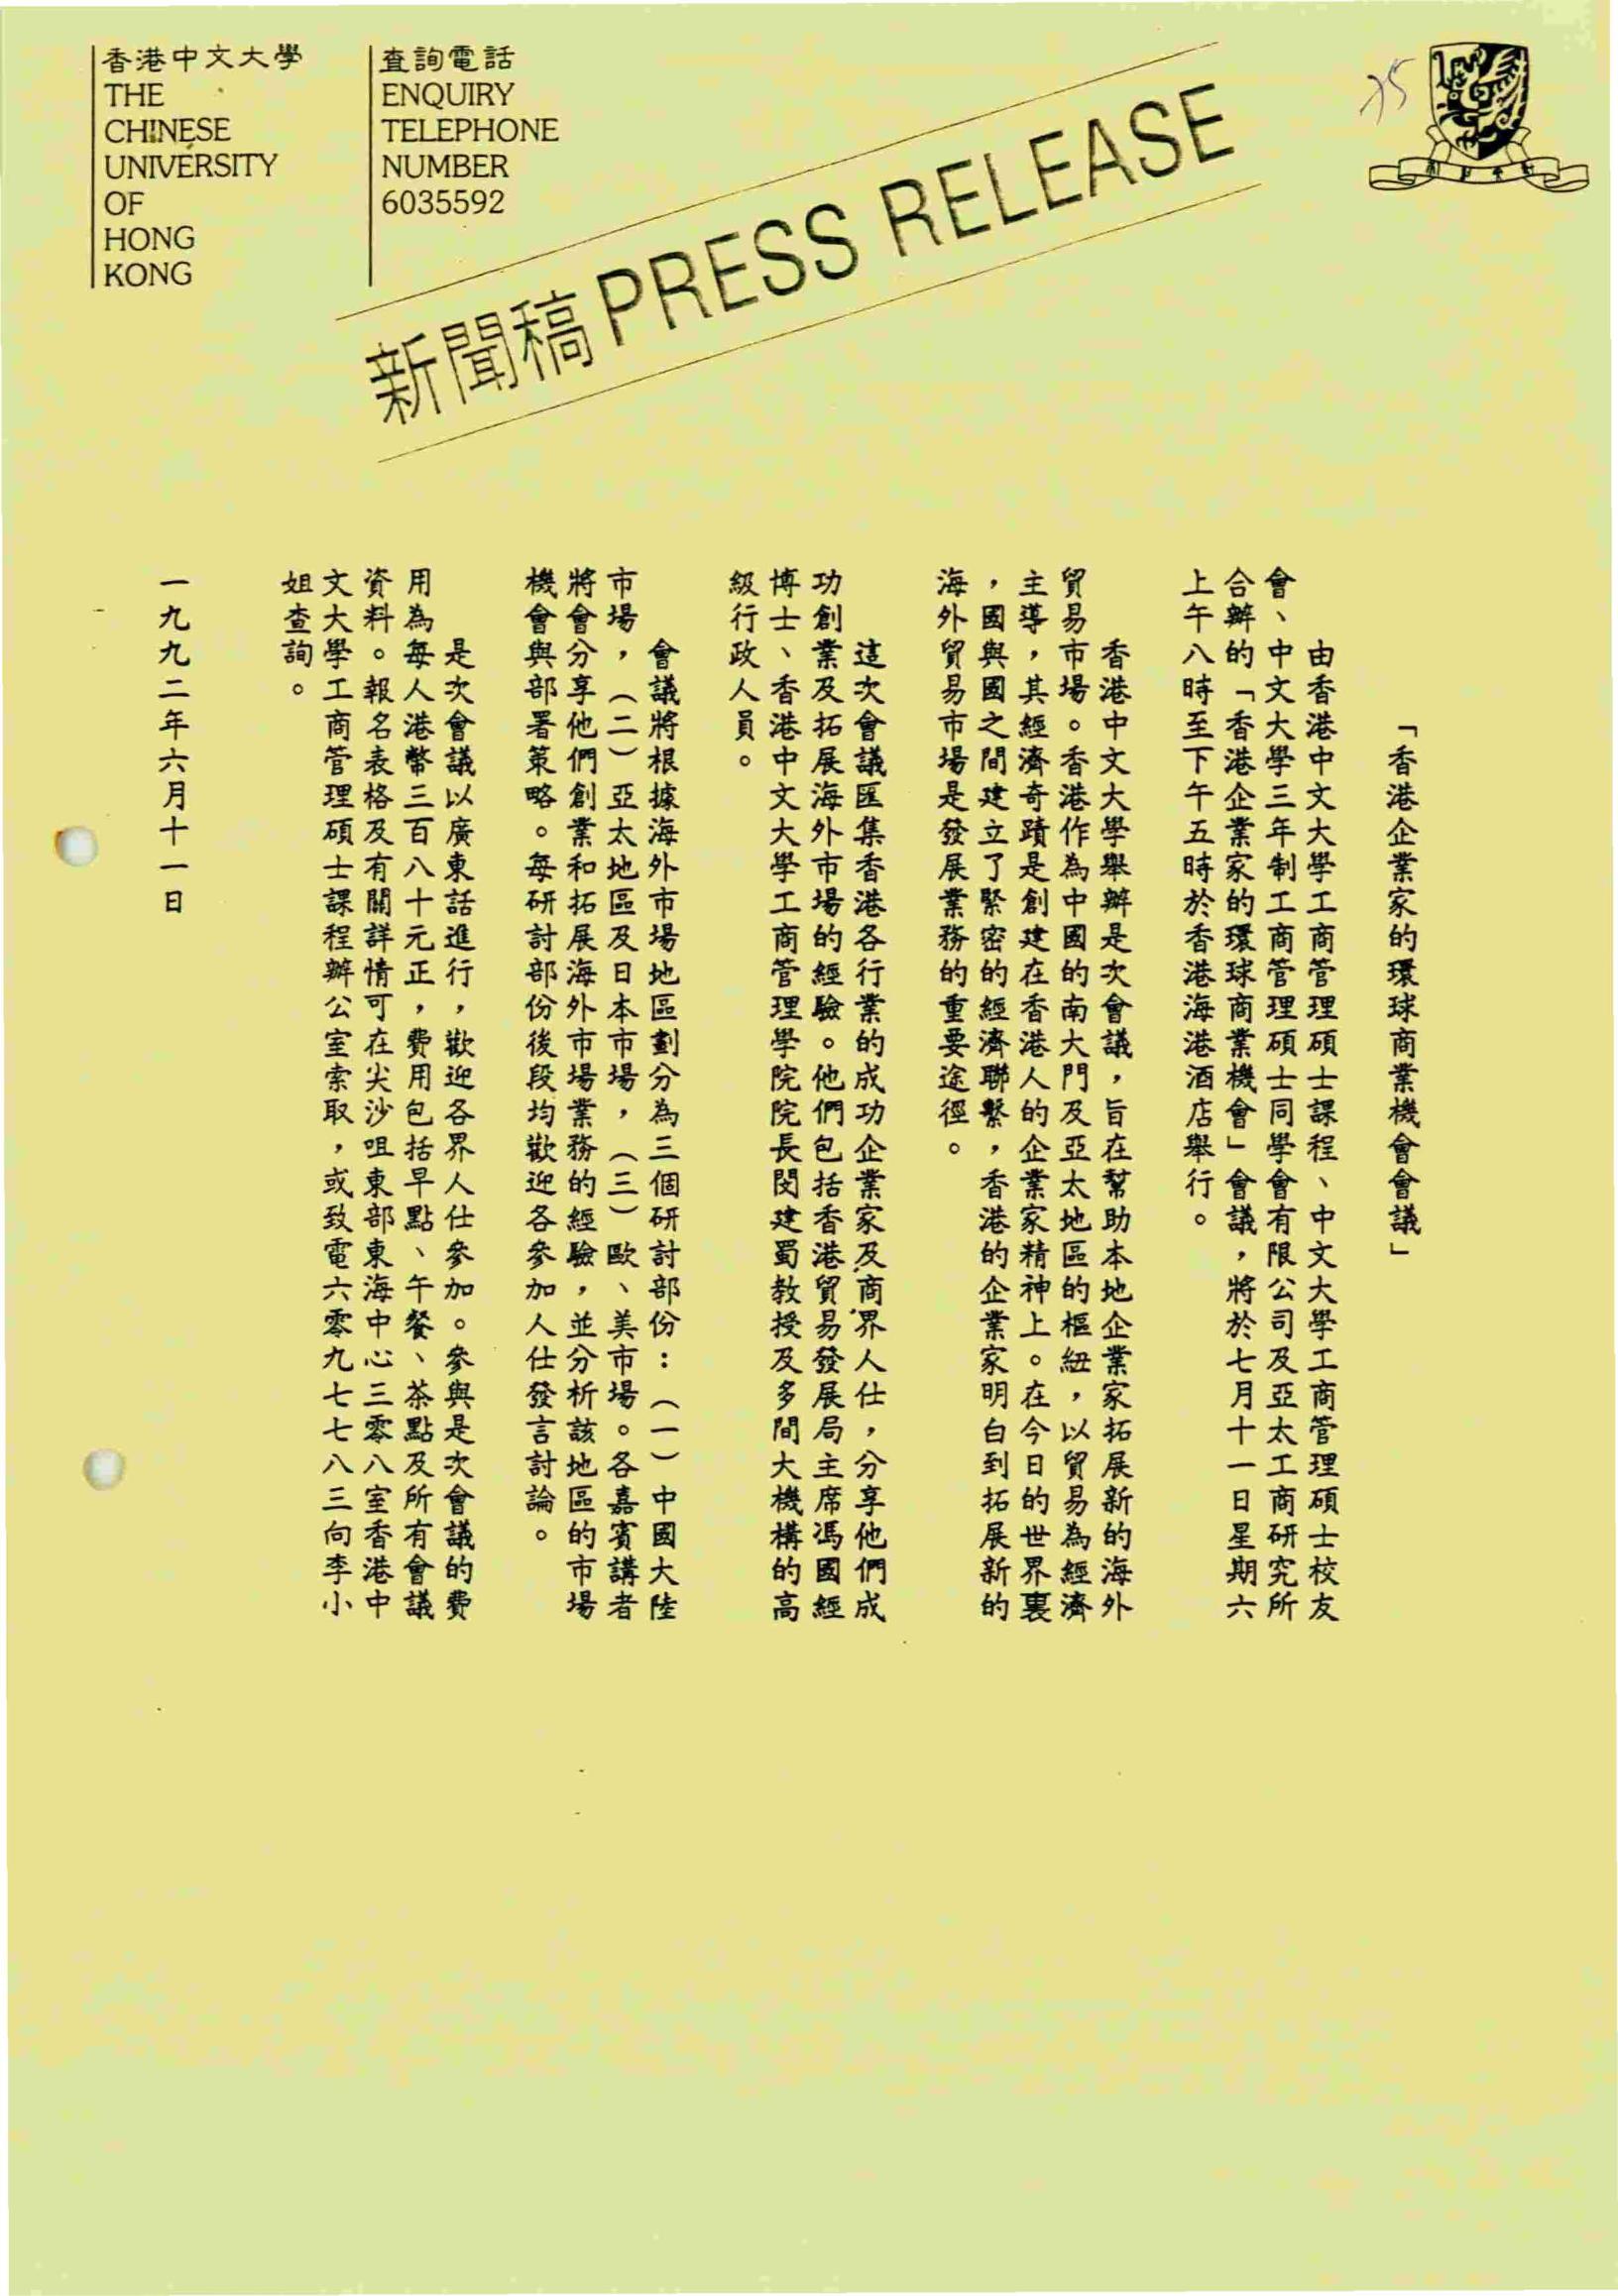 香港中文大學
THE
CHINESE
UNIVERSITY
OF
HONG
KONG
查詢電話
ENQUIRY
TELEPHONE
NUMBER
6035592
新聞稿 PRESS RELEASE
「香港企業家的環球商業機會會議」
由香港中文大學工商管理碩士課程、中文大學工商管理碩士校友
會、中文大學三年制工商管理碩士同學會有限公司及亞太工商研究所
合辦的「香港企業家的環球商業機會」會議，將於七月十一日星期六
上午八時至下午五時於香港海港酒店舉行。
香港中文大學舉辦是次會議，旨在幫助本地企業家拓展新的海外
貿易市場。香港作為中國的南大門及亞太地區的樞紐，以貿易為經濟
主導，其經濟奇蹟是創建在香港人的企業家精神上。在今日的世界裏
，國與國之間建立了緊密的經濟聯繫，香港的企業家明白到拓展新的
海外貿易市場是發展業務的重要途徑。
這次會議匯集香港各行業的成功企業家及商界人仕，分享他們成
功創業及拓展海外市場的經驗。他們包括香港貿易發展局主席馮國經
博士、香港中文大學工商管理學院院長閔建蜀教授及多間大機構的高
級行政人員。
會議將根據海外市場地區劃分為三個研討部份：（一）中國大陸
市場，（二）亞太地區及日本市場，（三）歐、美市場。各嘉賓講者
將會分享他們創業和拓展海外市場業務的經驗，並分析該地區的市場
機會與部署策略。每研討部份後段均歡迎各參加人仕發言討論。
是次會議以廣東話進行，歡迎各界人仕參加。參與是次會議的費
用為每人港幣三百八十元正，費用包括早點、午餐、茶點及所有會議
資料。報名表格及有關詳情可在尖沙咀東部東海中心三零八室香港中
文大學工商管理碩士課程辦公室索取，或致電六零九七七八三向李小
姐查詢。
一九九二年六月十一日